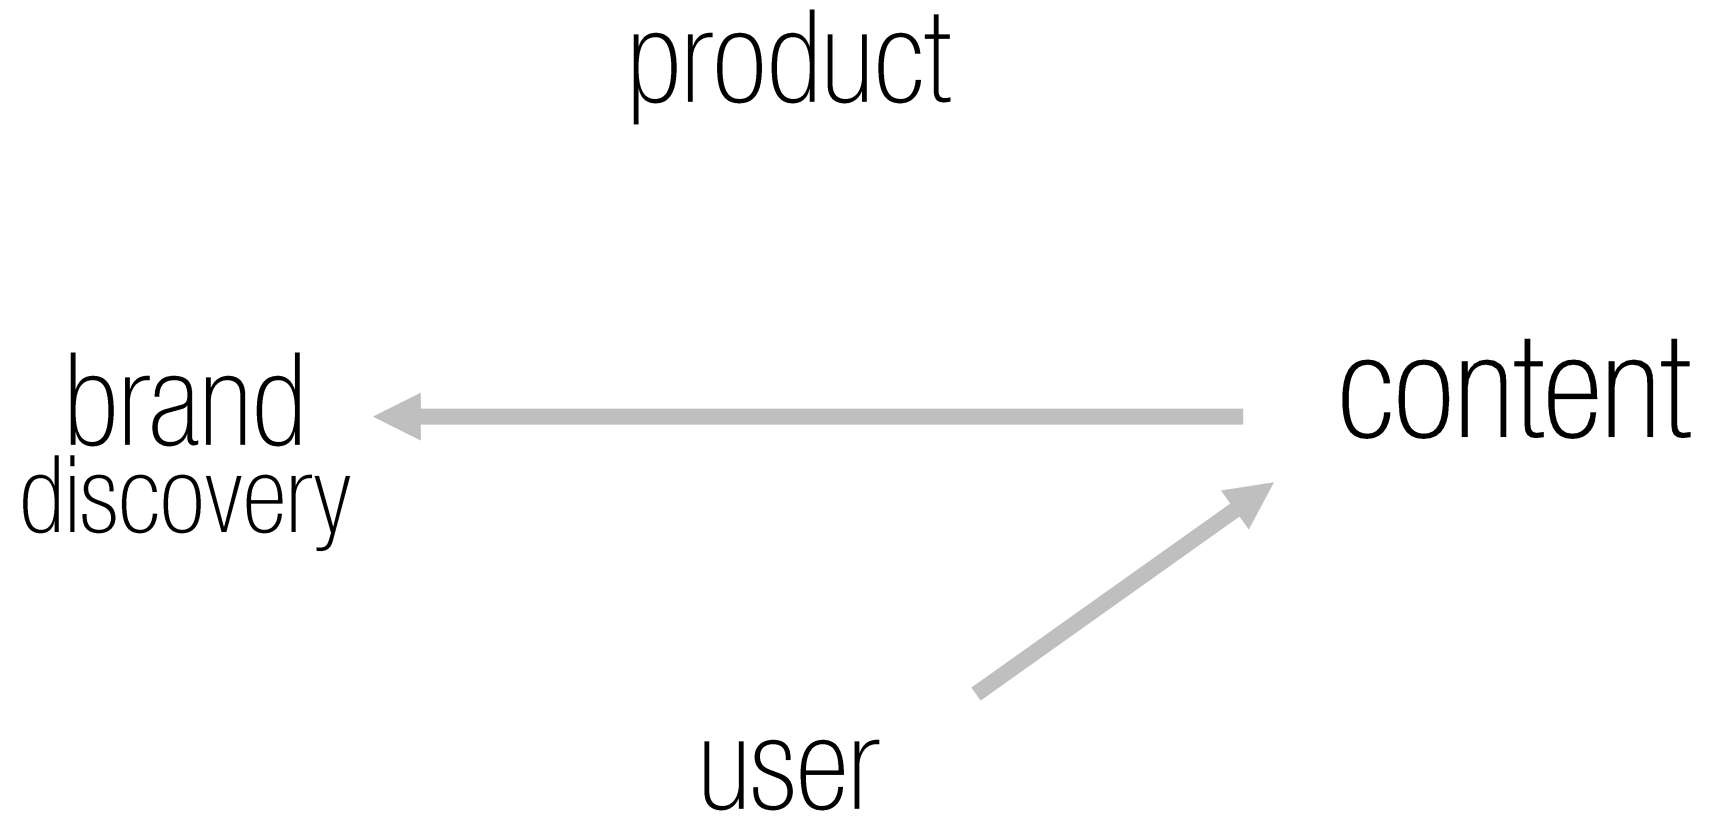 product
brand
discovery
content
user